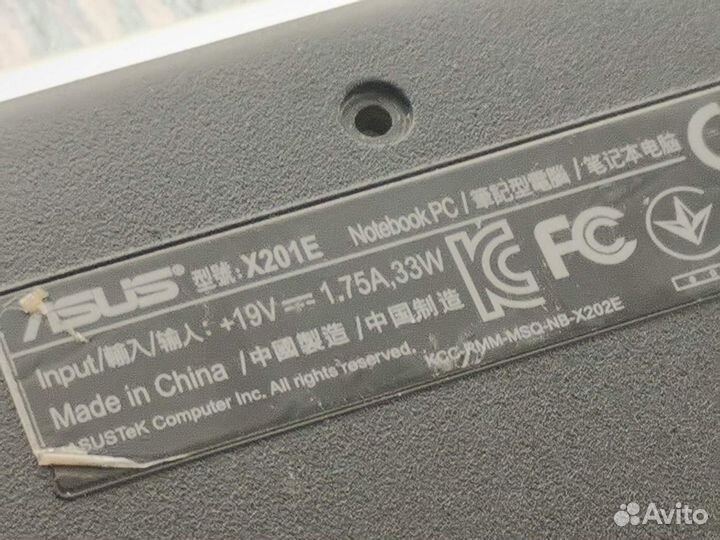 ASUS 型號: X201E Notebook PC / 筆記型電腦 / 笔记本电脑
Input/輸入/输入: +19V⎓1.75A,33W
Made in China /中國製造 /中国制造
ASUSTeK Computer Inc. All rights reserved. KCC-RMM-MSQ-NB-X202E
FC
Avito